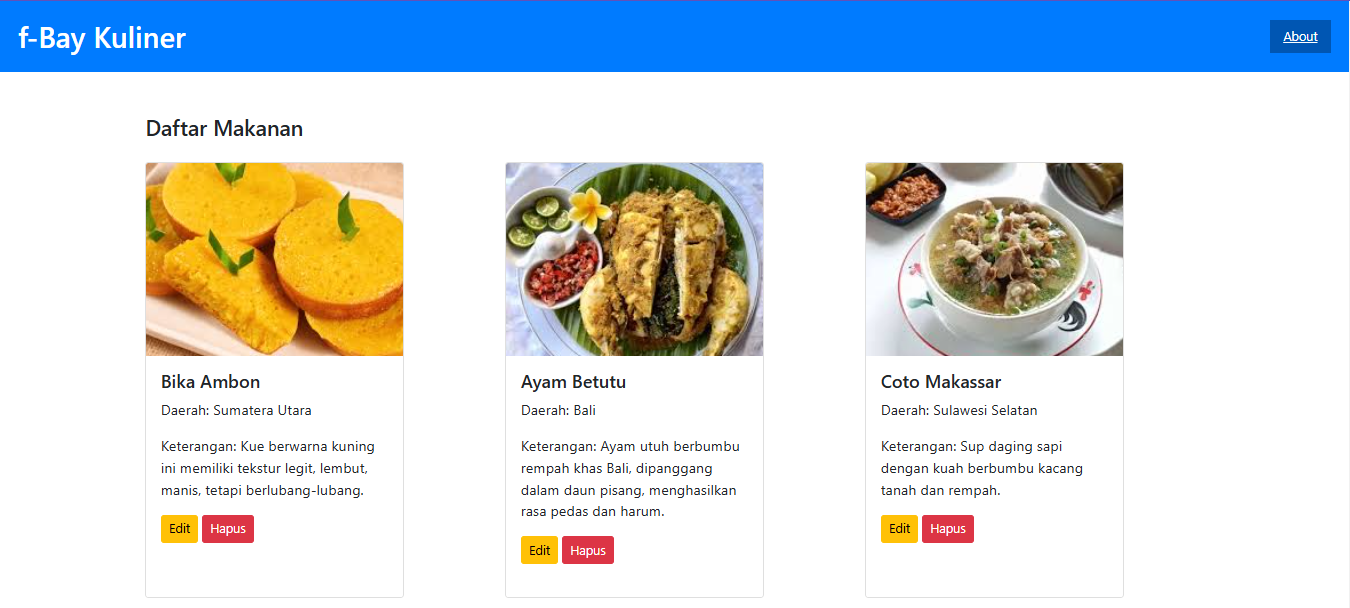 f-Bay Kuliner
About
Daftar Makanan
Bika Ambon
Daerah: Sumatera Utara
Keterangan: Kue berwarna kuning
ini memiliki tekstur legit, lembut,
manis, tetapi berlubang-lubang.
Edit
Hapus
Ayam Betutu
Daerah: Bali
Keterangan: Ayam utuh berbumbu
rempah khas Bali, dipanggang
dalam daun pisang, menghasilkan
rasa pedas dan harum.
Edit
Hapus
Coto Makassar
Daerah: Sulawesi Selatan
Keterangan: Sup daging sapi
dengan kuah berbumbu kacang
tanah dan rempah.
Edit
Hapus